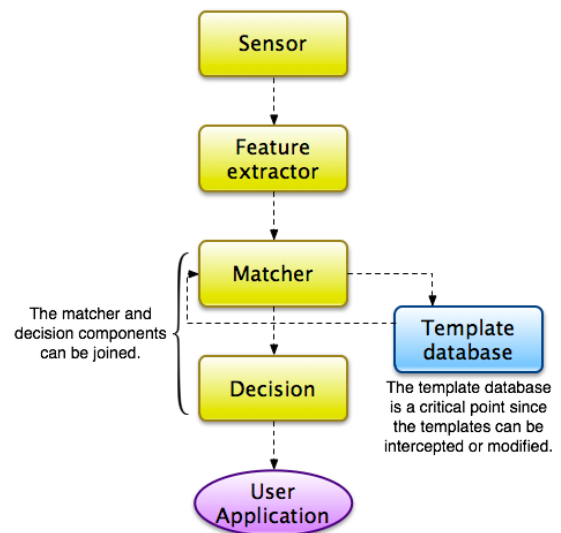 Sensor
Feature
extractor
Matcher
The matcher and
decision components
can be joined.
Template
database
Decision
The template database
is a critical point since
the templates can be
intercepted or modified.
User
Application